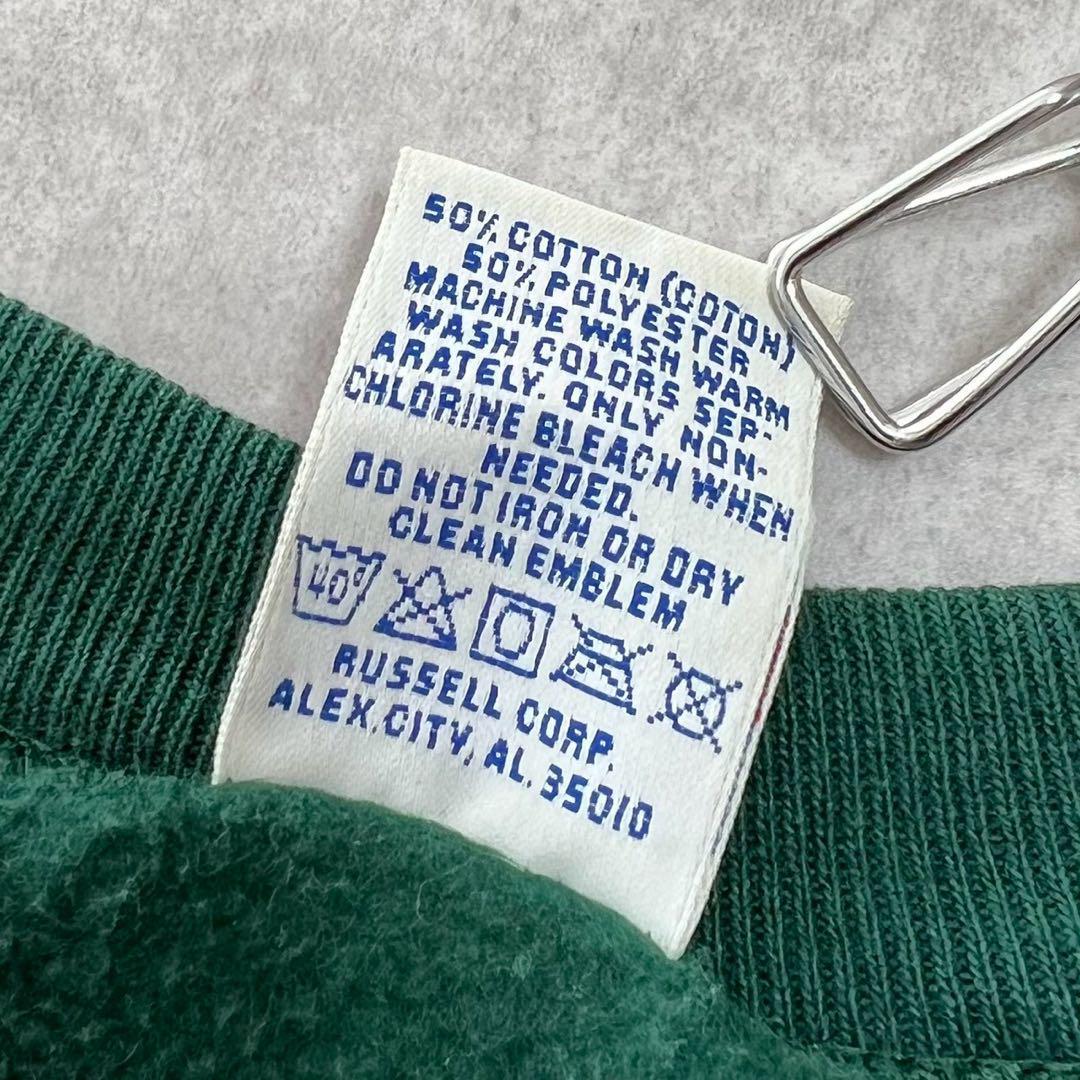 50% COTTON (COTON)
50% POLYESTER
MACHINE WASH WARM
WASH COLORS SEP-
ARATELY. ONLY NON-
CHLORINE BLEACH WHEN
NEEDED.
DO NOT IRON OR DRY
CLEAN EMBLEM
40°
RUSSELL CORP.
ALEX.CITY, AL. 35010